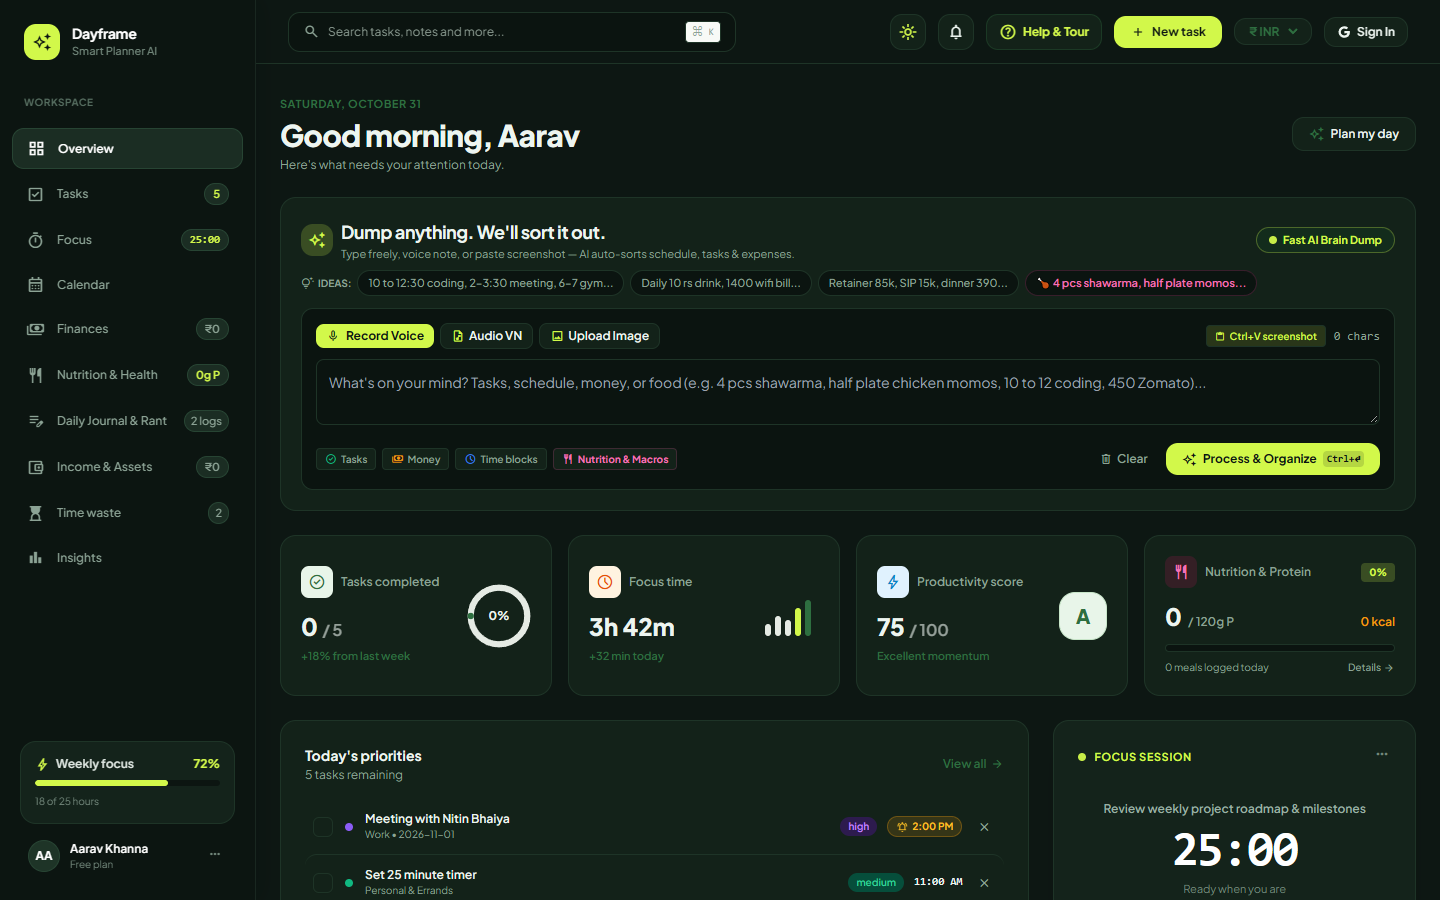 Dayframe
Smart Planner AI
WORKSPACE
Overview
Tasks 5
Focus 25:00
Calendar
Finances ₹0
Nutrition & Health 0g P
Daily Journal & Rant 2 logs
Income & Assets ₹0
Time waste 2
Insights
Weekly focus 72%
18 of 25 hours
AA Aarav Khanna
Free plan
Search tasks, notes and more... ⌘ K
Help & Tour
+ New task
₹ INR
G Sign In
SATURDAY, OCTOBER 31
Good morning, Aarav
Here's what needs your attention today.
Plan my day
Dump anything. We'll sort it out.
Type freely, voice note, or paste screenshot — AI auto-sorts schedule, tasks & expenses.
Fast AI Brain Dump
IDEAS: 10 to 12:30 coding, 2–3:30 meeting, 6–7 gym... Daily 10 rs drink, 1400 wifi bill... Retainer 85k, SIP 15k, dinner 390... 🍗 4 pcs shawarma, half plate momos...
Record Voice Audio VN Upload Image Ctrl+V screenshot 0 chars
What's on your mind? Tasks, schedule, money, or food (e.g. 4 pcs shawarma, half plate chicken momos, 10 to 12 coding, 450 Zomato)...
Tasks Money Time blocks Nutrition & Macros Clear Process & Organize Ctrl+⏎
Tasks completed
0 / 5
+18% from last week
0%
Focus time
3h 42m
+32 min today
Productivity score
75 / 100
Excellent momentum
A
Nutrition & Protein 0%
0 / 120g P 0 kcal
0 meals logged today Details →
Today's priorities
5 tasks remaining
View all →
Meeting with Nitin Bhaiya
Work • 2026-11-01
high 2:00 PM ×
Set 25 minute timer
Personal & Errands
medium 11:00 AM ×
FOCUS SESSION
Review weekly project roadmap & milestones
25:00
Ready when you are